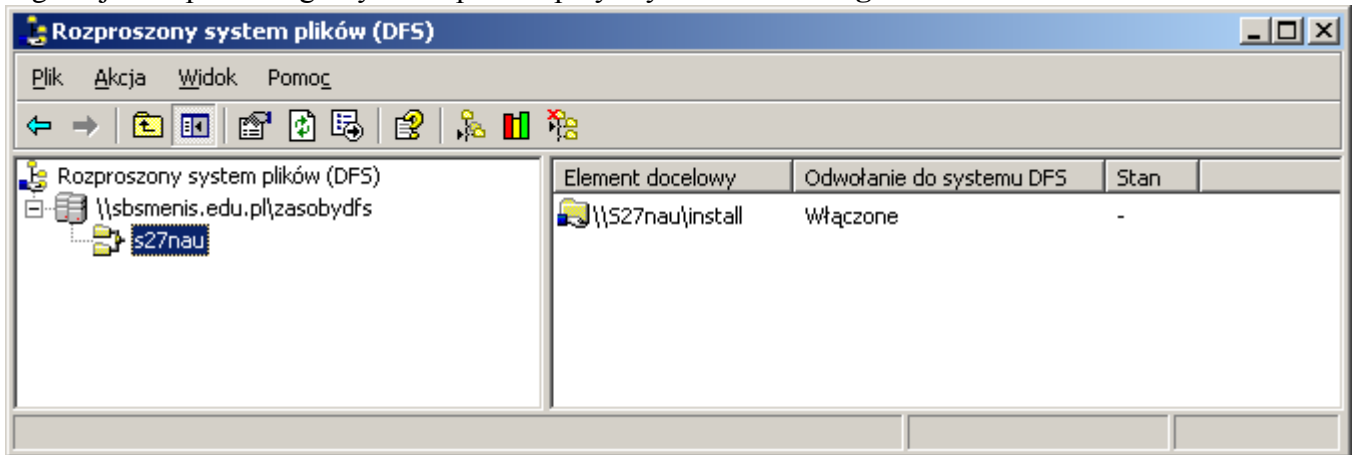 Rozproszony system plików (DFS)
Plik Akcja Widok Pomoc
Rozproszony system plików (DFS)
\\sbsmenis.edu.pl\zasobydfs
s27nau
Element docelowy Odwołanie do systemu DFS Stan
\\S27nau\install Włączone -